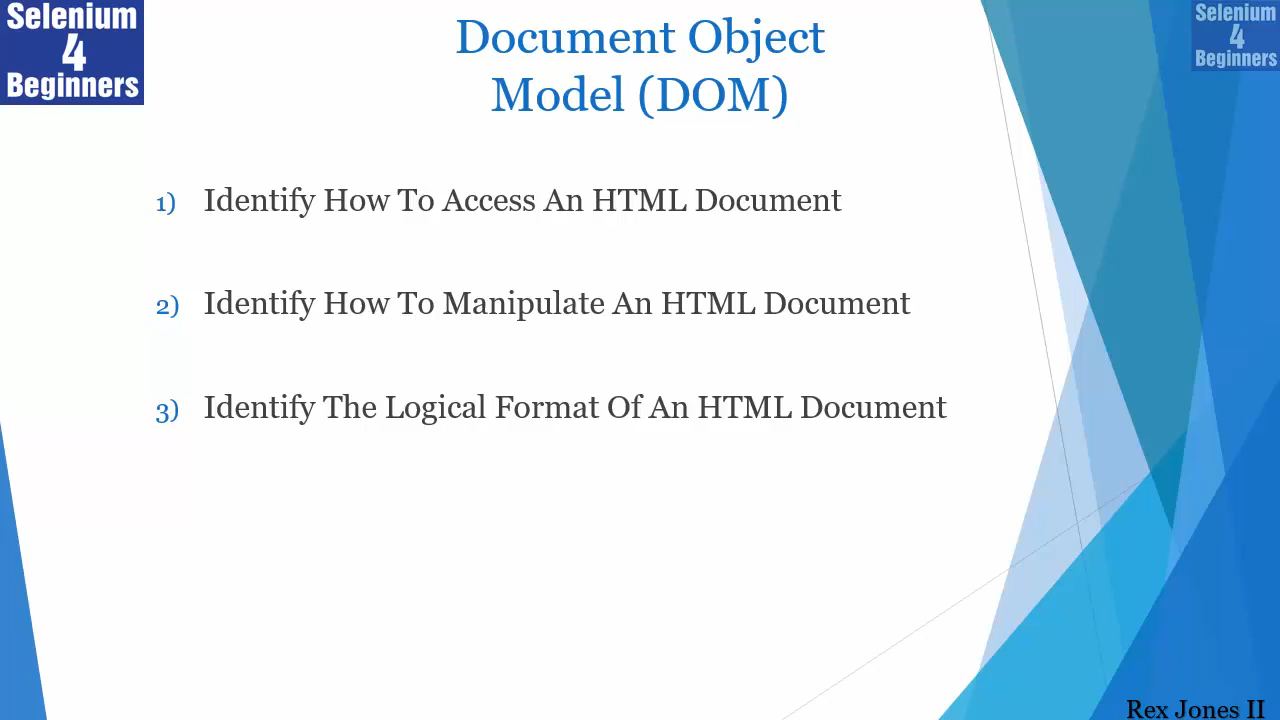 Selenium
4
Beginners
Document Object
Model (DOM)
Selenium
4
Beginners
1) Identify How To Access An HTML Document
2) Identify How To Manipulate An HTML Document
3) Identify The Logical Format Of An HTML Document
Rex Jones II